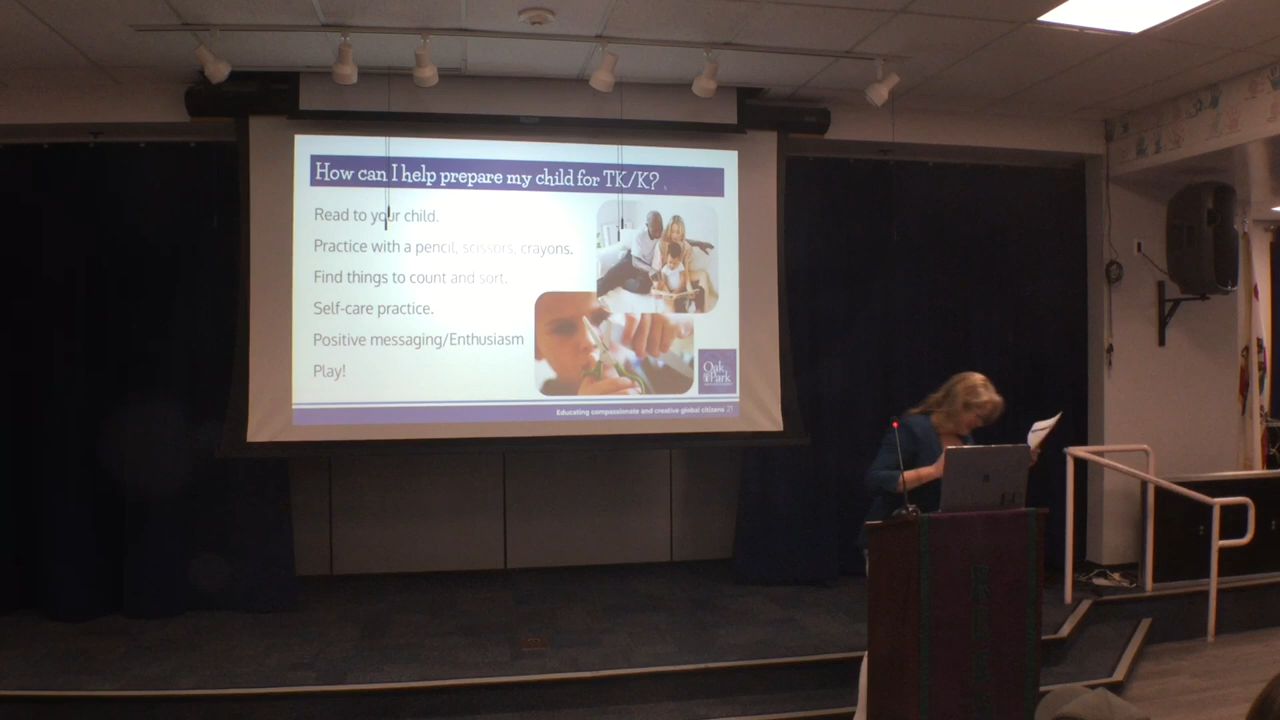 How can I help prepare my child for TK/K?
Read to your child.
Practice with a pencil, scissors, crayons.
Find things to count and sort.
Self-care practice.
Positive messaging/Enthusiasm
Play!
Oak
Park
Educating compassionate and creative global citizens 21